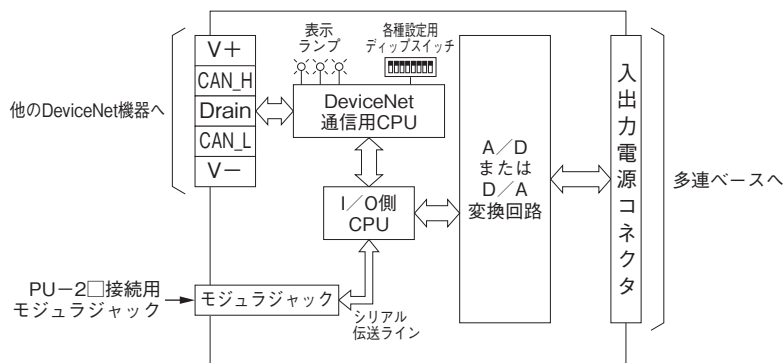 他のDeviceNet機器へ
V+
CAN_H
Drain
CAN_L
V−
表示
ランプ
各種設定用
ディップスイッチ
DeviceNet
通信用CPU
I/O側
CPU
A/D
または
D/A
変換回路
入出力電源コネクタ
多連ベースへ
PU−2□接続用
モジュラジャック
モジュラジャック
シリアル
伝送ライン